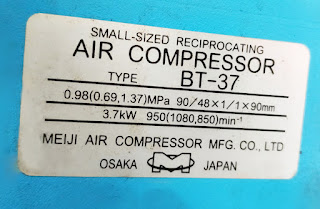 SMALL-SIZED RECIPROCATING
AIR COMPRESSOR
TYPE BT-37
0.98(0.69,1.37)MPa 90/48×1/1×90mm
3.7kW 950(1080,850)min⁻¹
MEIJI AIR COMPRESSOR MFG. CO., LTD
OSAKA JAPAN